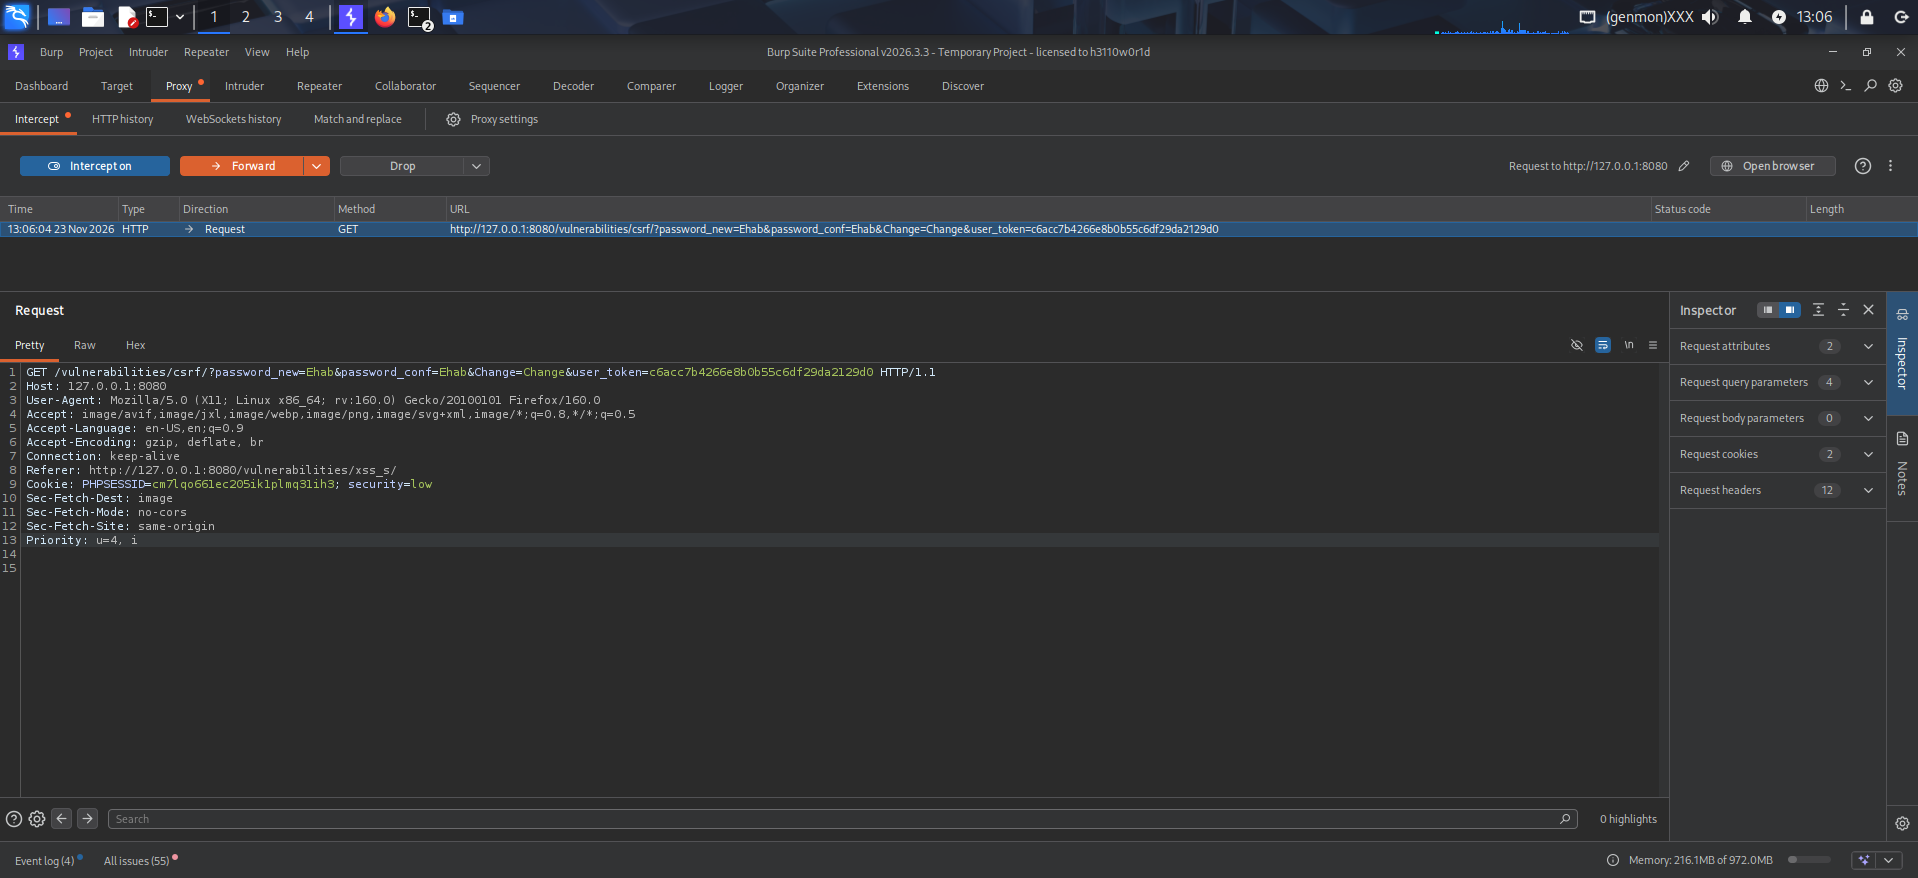 1 2 3 4 2 (genmon)XXX 13:06
Burp Project Intruder Repeater View Help Burp Suite Professional v2026.3.3 - Temporary Project - licensed to h3110w0r1d
Dashboard Target Proxy Intruder Repeater Collaborator Sequencer Decoder Comparer Logger Organizer Extensions Discover
Intercept HTTP history WebSockets history Match and replace Proxy settings
Intercept on Forward Drop Request to http://127.0.0.1:8080 Open browser
Time Type Direction Method URL Status code Length
13:06:04 23 Nov 2026 HTTP Request GET http://127.0.0.1:8080/vulnerabilities/csrf/?password_new=Ehab&password_conf=Ehab&Change=Change&user_token=c6acc7b4266e8b0b55c6df29da2129d0
Request
Pretty Raw Hex \n
1 GET /vulnerabilities/csrf/?password_new=Ehab&password_conf=Ehab&Change=Change&user_token=c6acc7b4266e8b0b55c6df29da2129d0 HTTP/1.1
2 Host: 127.0.0.1:8080
3 User-Agent: Mozilla/5.0 (X11; Linux x86_64; rv:160.0) Gecko/20100101 Firefox/160.0
4 Accept: image/avif,image/jxl,image/webp,image/png,image/svg+xml,image/*;q=0.8,*/*;q=0.5
5 Accept-Language: en-US,en;q=0.9
6 Accept-Encoding: gzip, deflate, br
7 Connection: keep-alive
8 Referer: http://127.0.0.1:8080/vulnerabilities/xss_s/
9 Cookie: PHPSESSID=cm7lqo661ec205ik1plmq31ih3; security=low
10 Sec-Fetch-Dest: image
11 Sec-Fetch-Mode: no-cors
12 Sec-Fetch-Site: same-origin
13 Priority: u=4, i
14
15
Inspector
Request attributes 2
Request query parameters 4
Request body parameters 0
Request cookies 2
Request headers 12
Inspector
Notes
Search 0 highlights
Event log (4) All issues (55) Memory: 216.1MB of 972.0MB